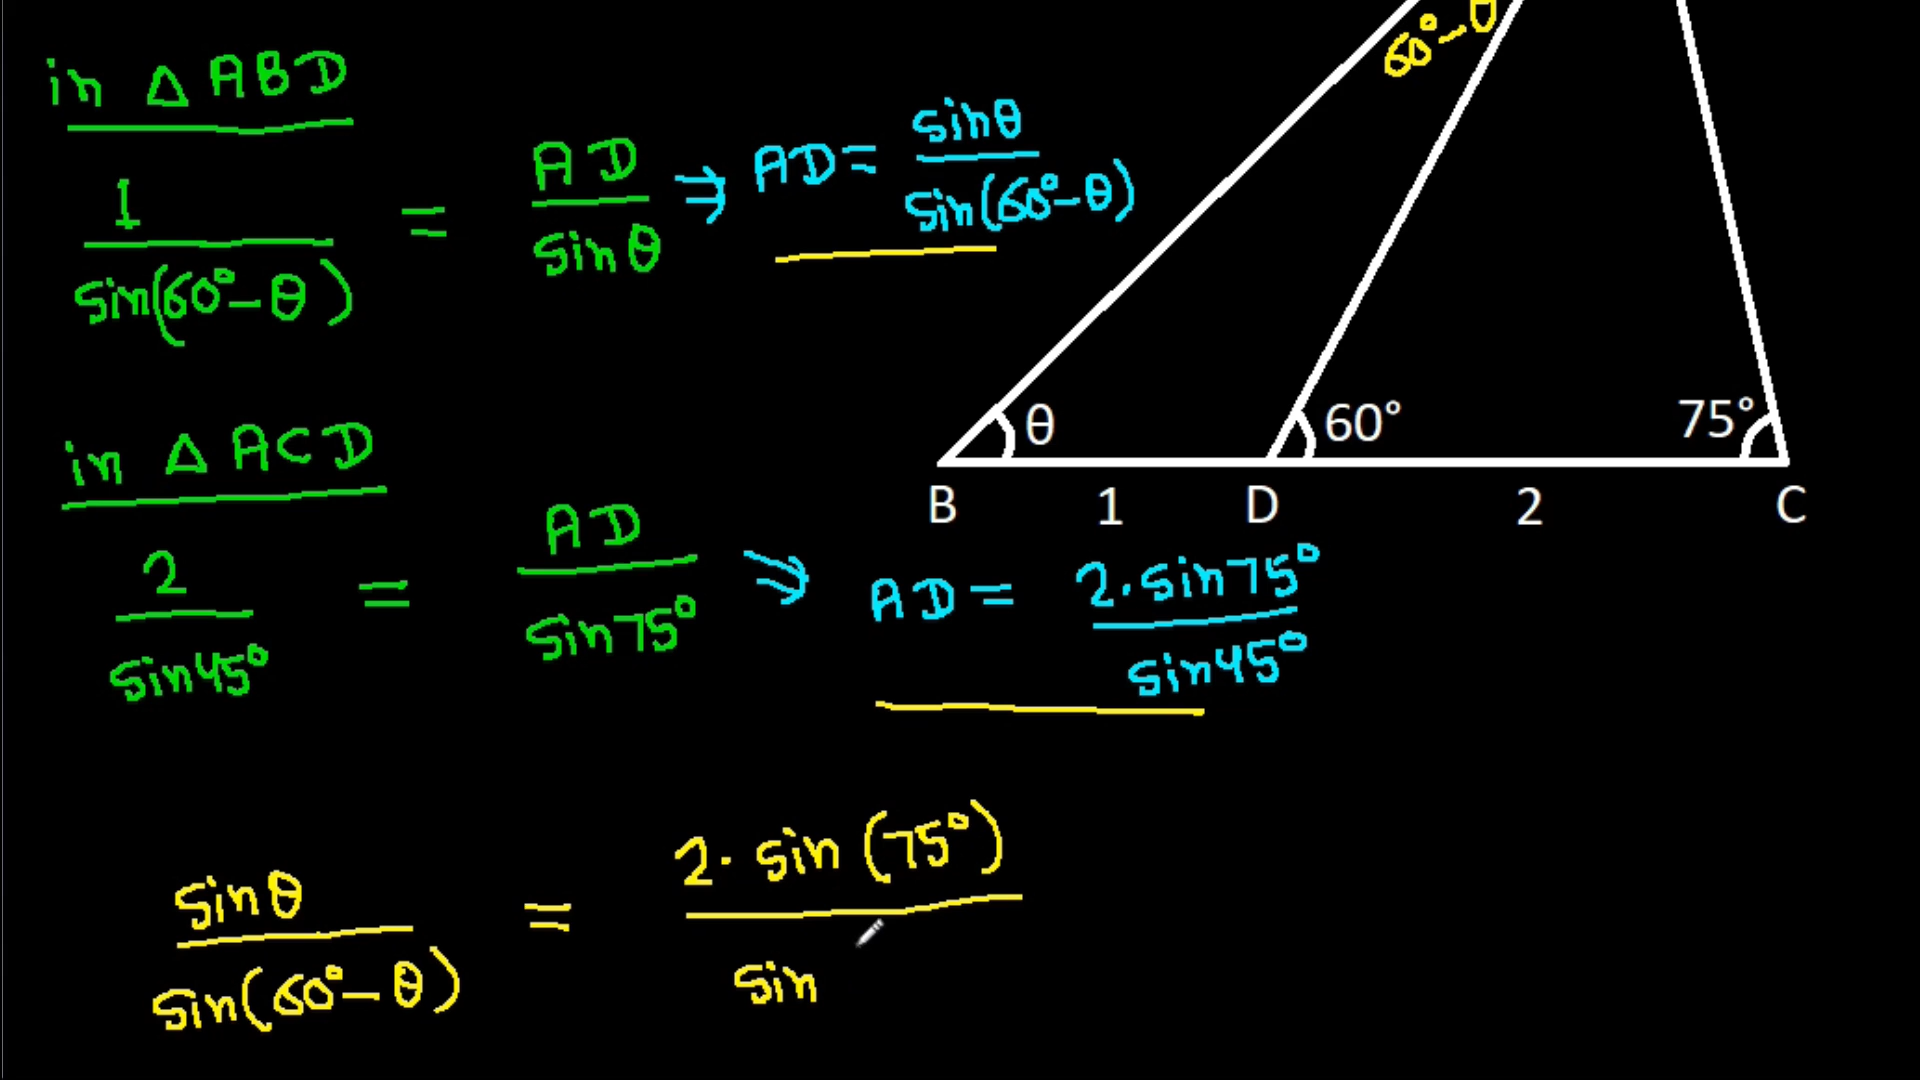 in △ ABD
1 / sin(60° - θ) = AD / sin θ ⇒ AD = sinθ / sin(60° - θ)
60° - θ
θ 60° 75°
B 1 D 2 C
in △ ACD
2 / sin45° = AD / sin75° ⇒ AD = 2.sin75° / sin45°
sinθ / sin(60° - θ) = 2. sin (75°) / sin